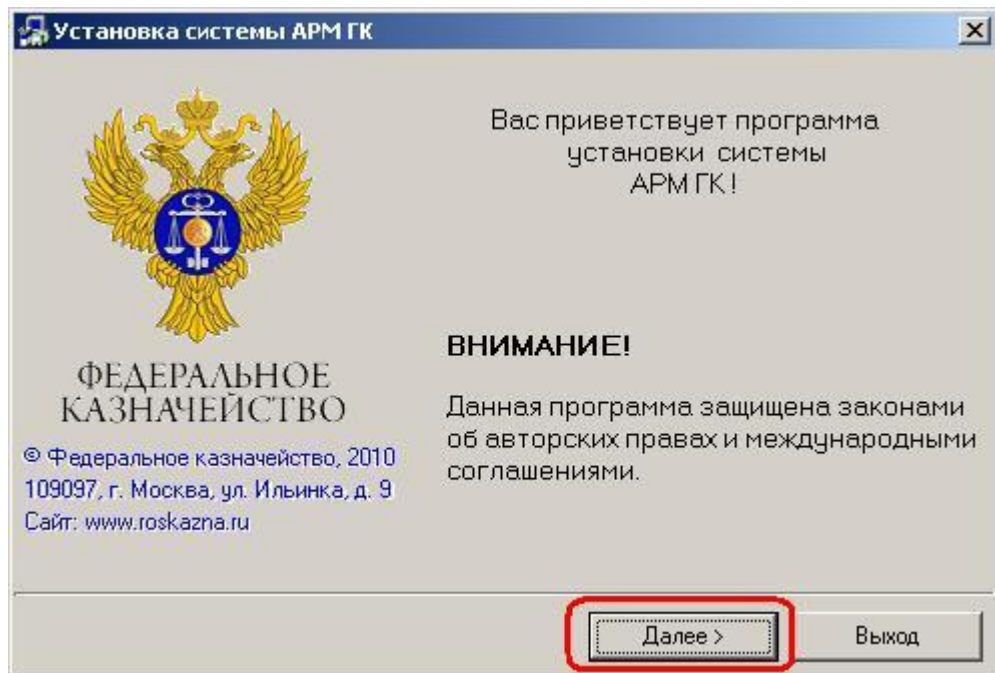 Установка системы АРМ ГК
Вас приветствует программа
установки системы
АРМ ГК !
ФЕДЕРАЛЬНОЕ
КАЗНАЧЕЙСТВО
© Федеральное казначейство, 2010
109097, г. Москва, ул. Ильинка, д. 9
Сайт: www.roskazna.ru
ВНИМАНИЕ!
Данная программа защищена законами
об авторских правах и международными
соглашениями.
Далее >
Выход